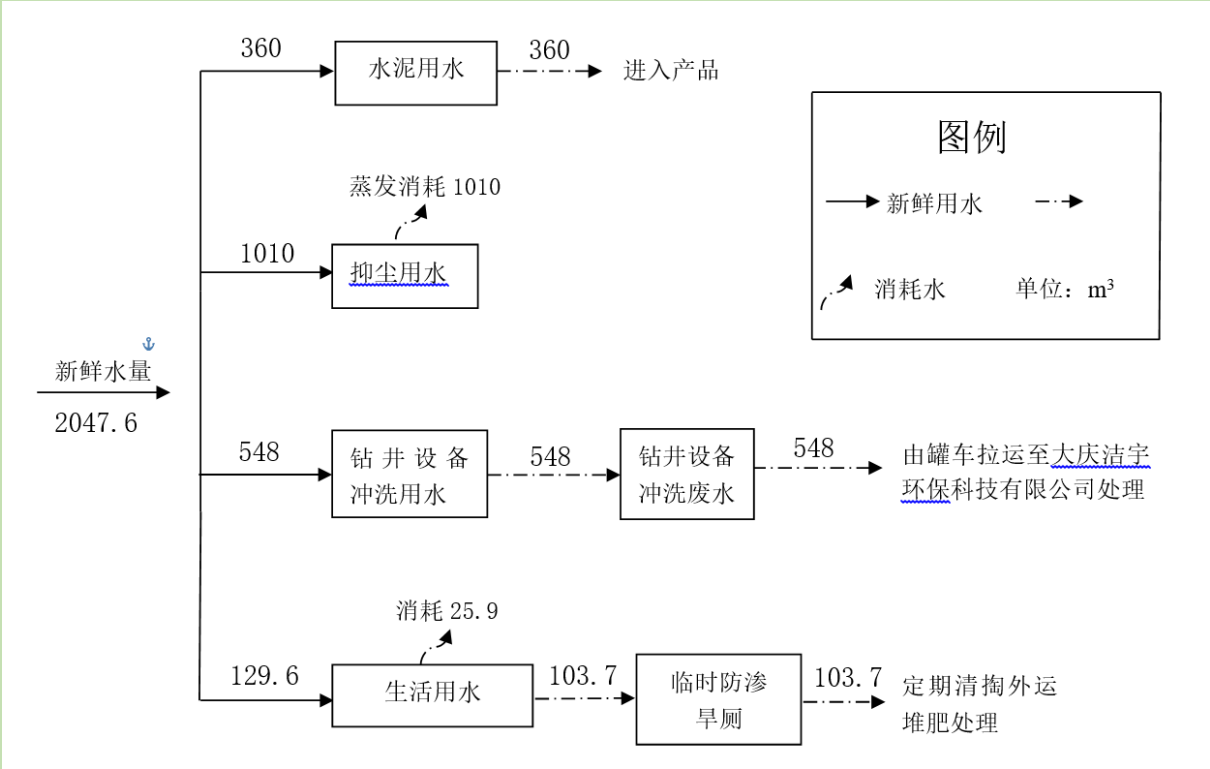 360
水泥用水
360
进入产品
图例
新鲜用水
消耗水
单位：m³
蒸发消耗 1010
1010
抑尘用水
新鲜水量
2047.6
548
钻井设备
冲洗用水
548
钻井设备
冲洗废水
548
由罐车拉运至大庆洁宇
环保科技有限公司处理
消耗 25.9
129.6
生活用水
103.7
临时防渗
旱厕
103.7
定期清掏外运
堆肥处理